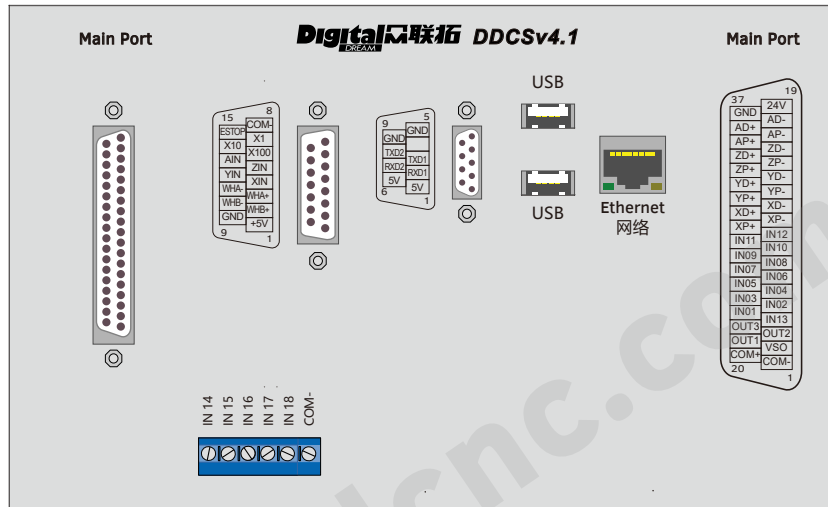 Main Port
Digital众联拓 DDCSv4.1
DREAM
Main Port
15 8
ESTOP COM-
X10 X1
AIN X100
YIN ZIN
WHA- XIN
WHB- WHA+
GND WHB+
+5V
9 1
9 5
GND GND
TXD2
RXD2 TXD1
5V RXD1
5V
6 1
USB
USB
Ethernet
网络
37 19
GND 24V
AD+ AD-
AP+ AP-
ZD+ ZD-
ZP+ ZP-
YD+ YD-
YP+ YP-
XD+ XD-
XP+ XP-
IN11 IN12
IN09 IN10
IN07 IN08
IN05 IN06
IN03 IN04
IN01 IN02
OUT3 IN13
OUT1 OUT2
COM+ VSO
COM-
20 1
IN 14
IN 15
IN 16
IN 17
IN 18
COM-
dcnc.com